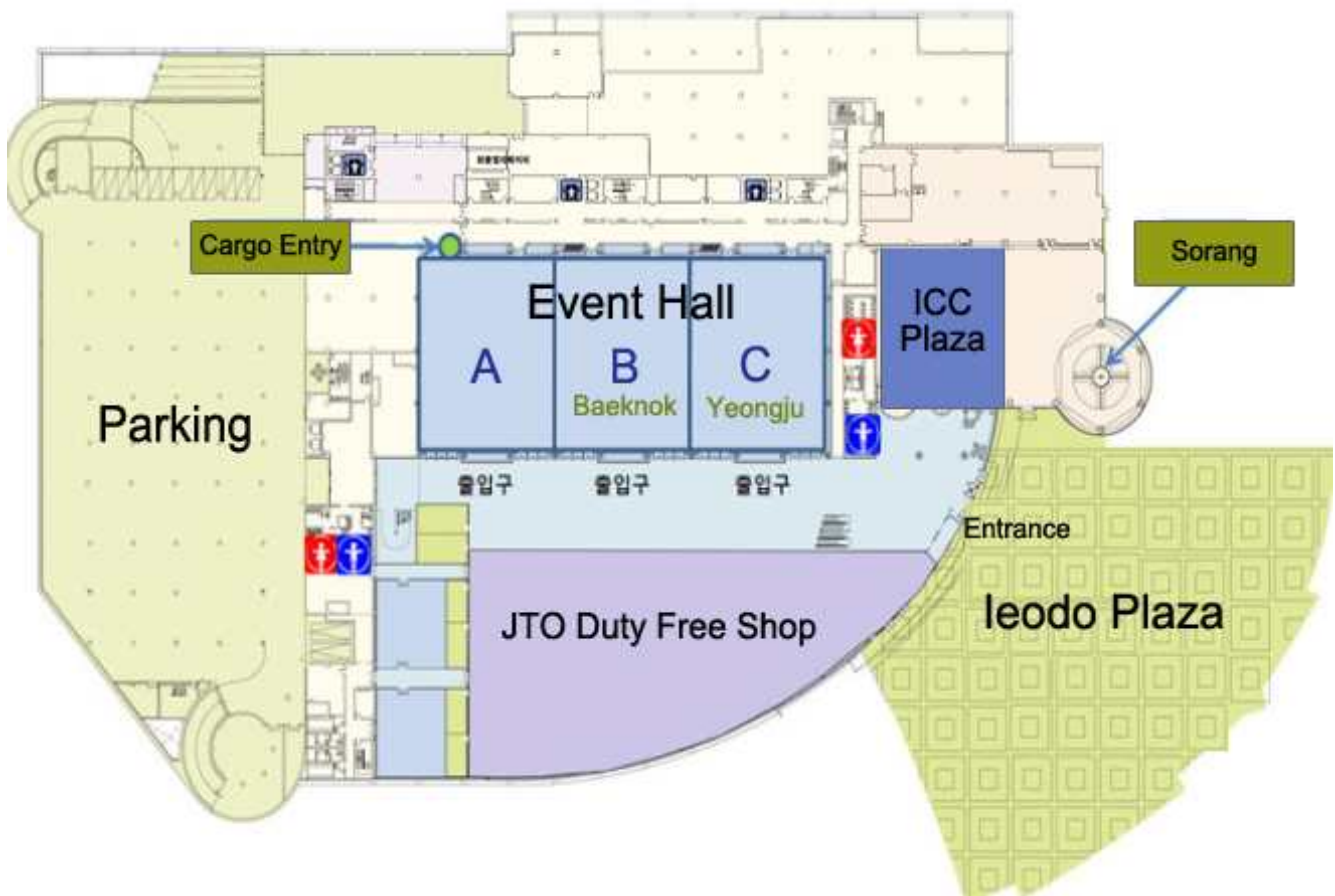 Cargo Entry
Sorang
Event Hall
ICC
Plaza
A
B
C
Baeknok
Yeongju
Parking
출입구
출입구
출입구
Entrance
Ieodo Plaza
JTO Duty Free Shop